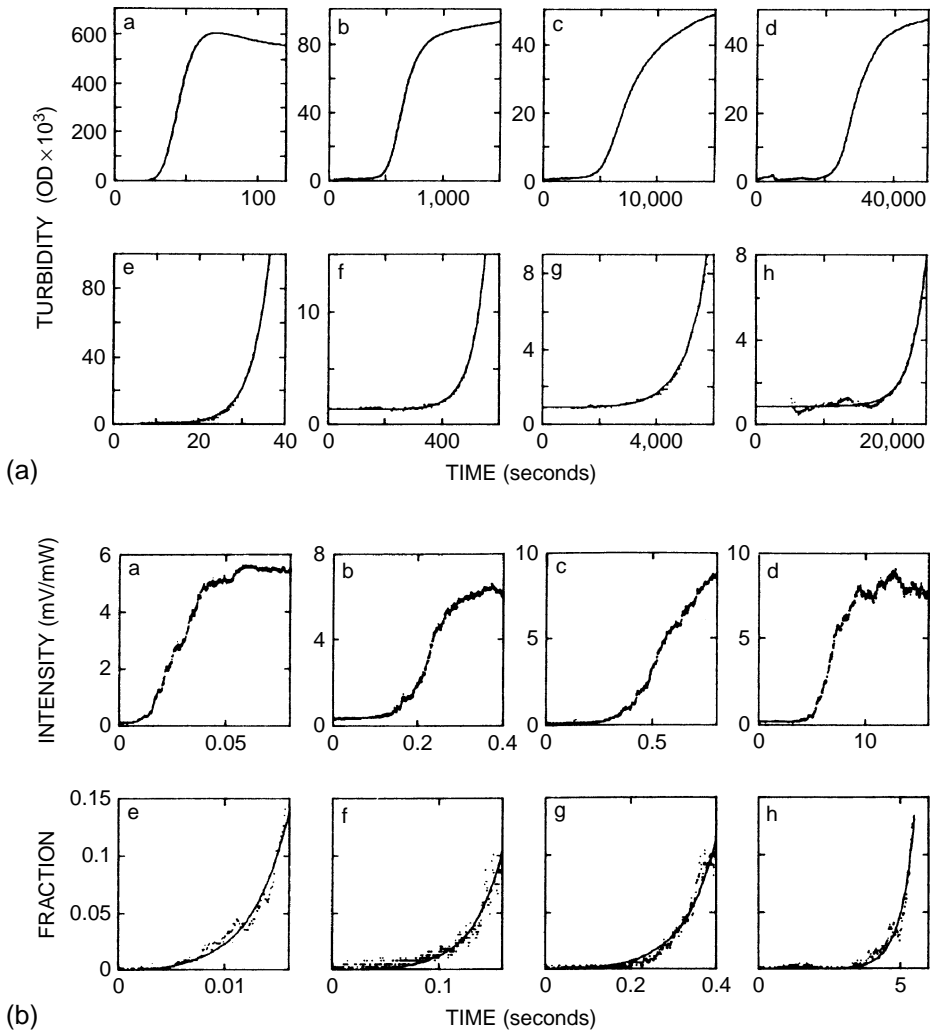 TURBIDITY (OD × 10³)
a
600
400
200
0
0 100
b
80
40
0
0 1,000
c
40
20
0
0 10,000
d
40
20
0
0 40,000
e
80
40
0
0 20 40
f
10
0
0 400
g
8
6
4
2
0
0 4,000
h
8
4
0
0 20,000
TIME (seconds)
(a)
INTENSITY (mV/mW)
a
6
4
2
0
0 0.05
b
8
4
0
0 0.2 0.4
c
10
5
0
0 0.5
d
10
5
0
0 10
FRACTION
e
0.15
0.1
0.05
0
0 0.01
f
0 0.1
g
0 0.2 0.4
h
0 5
TIME (seconds)
(b)